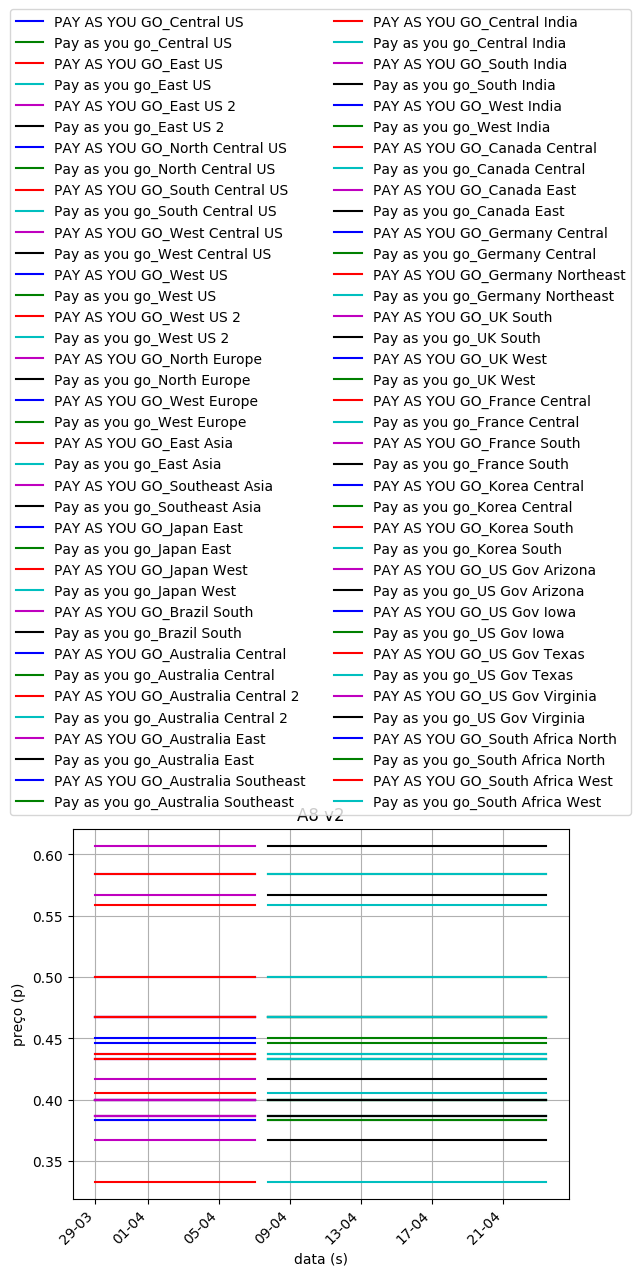 PAY AS YOU GO_Central US
Pay as you go_Central US
PAY AS YOU GO_East US
Pay as you go_East US
PAY AS YOU GO_East US 2
Pay as you go_East US 2
PAY AS YOU GO_North Central US
Pay as you go_North Central US
PAY AS YOU GO_South Central US
Pay as you go_South Central US
PAY AS YOU GO_West Central US
Pay as you go_West Central US
PAY AS YOU GO_West US
Pay as you go_West US
PAY AS YOU GO_West US 2
Pay as you go_West US 2
PAY AS YOU GO_North Europe
Pay as you go_North Europe
PAY AS YOU GO_West Europe
Pay as you go_West Europe
PAY AS YOU GO_East Asia
Pay as you go_East Asia
PAY AS YOU GO_Southeast Asia
Pay as you go_Southeast Asia
PAY AS YOU GO_Japan East
Pay as you go_Japan East
PAY AS YOU GO_Japan West
Pay as you go_Japan West
PAY AS YOU GO_Brazil South
Pay as you go_Brazil South
PAY AS YOU GO_Australia Central
Pay as you go_Australia Central
PAY AS YOU GO_Australia Central 2
Pay as you go_Australia Central 2
PAY AS YOU GO_Australia East
Pay as you go_Australia East
PAY AS YOU GO_Australia Southeast
Pay as you go_Australia Southeast
PAY AS YOU GO_Central India
Pay as you go_Central India
PAY AS YOU GO_South India
Pay as you go_South India
PAY AS YOU GO_West India
Pay as you go_West India
PAY AS YOU GO_Canada Central
Pay as you go_Canada Central
PAY AS YOU GO_Canada East
Pay as you go_Canada East
PAY AS YOU GO_Germany Central
Pay as you go_Germany Central
PAY AS YOU GO_Germany Northeast
Pay as you go_Germany Northeast
PAY AS YOU GO_UK South
Pay as you go_UK South
PAY AS YOU GO_UK West
Pay as you go_UK West
PAY AS YOU GO_France Central
Pay as you go_France Central
PAY AS YOU GO_France South
Pay as you go_France South
PAY AS YOU GO_Korea Central
Pay as you go_Korea Central
PAY AS YOU GO_Korea South
Pay as you go_Korea South
PAY AS YOU GO_US Gov Arizona
Pay as you go_US Gov Arizona
PAY AS YOU GO_US Gov Iowa
Pay as you go_US Gov Iowa
PAY AS YOU GO_US Gov Texas
Pay as you go_US Gov Texas
PAY AS YOU GO_US Gov Virginia
Pay as you go_US Gov Virginia
PAY AS YOU GO_South Africa North
Pay as you go_South Africa North
PAY AS YOU GO_South Africa West
Pay as you go_South Africa West
A8 v2
0.60
0.55
0.50
0.45
0.40
0.35
preço (p)
29-03
01-04
05-04
09-04
13-04
17-04
21-04
data (s)